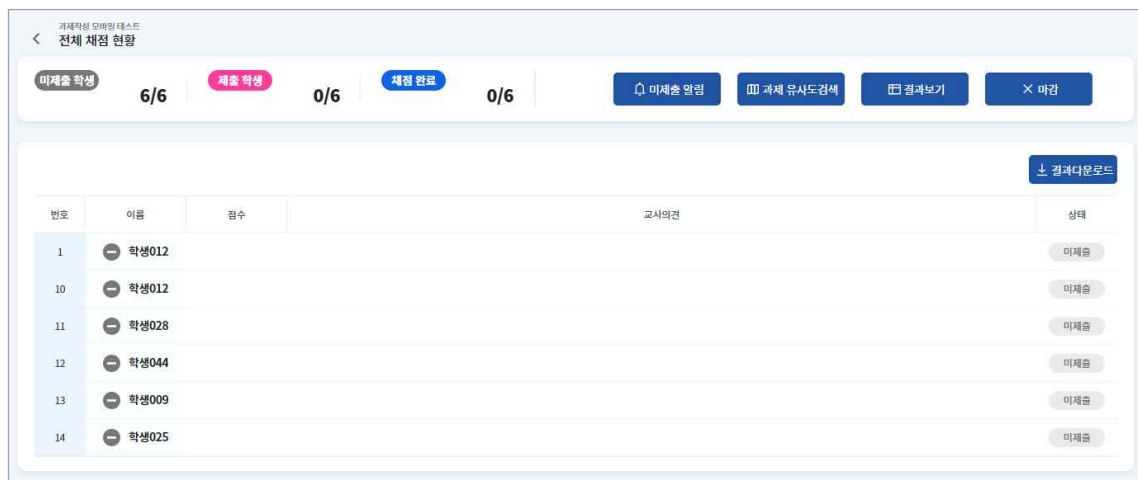 과제작성 모바일 테스트
전체 채점 현황
미제출 학생 6/6 제출 학생 0/6 채점 완료 0/6 미제출 알림 과제 유사도검색 결과보기 마감
결과다운로드
번호 이름 점수 교사의견 상태
1 학생012 미제출
10 학생012 미제출
11 학생028 미제출
12 학생044 미제출
13 학생009 미제출
14 학생025 미제출